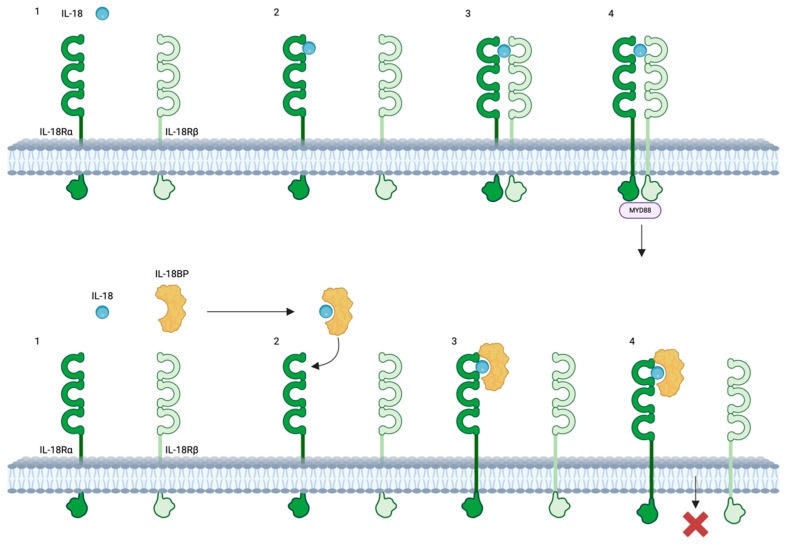 1 IL-18 2 3 4
IL-18Rα IL-18Rβ
MYD88
IL-18BP
IL-18
1 2 3 4
IL-18Rα IL-18Rβ